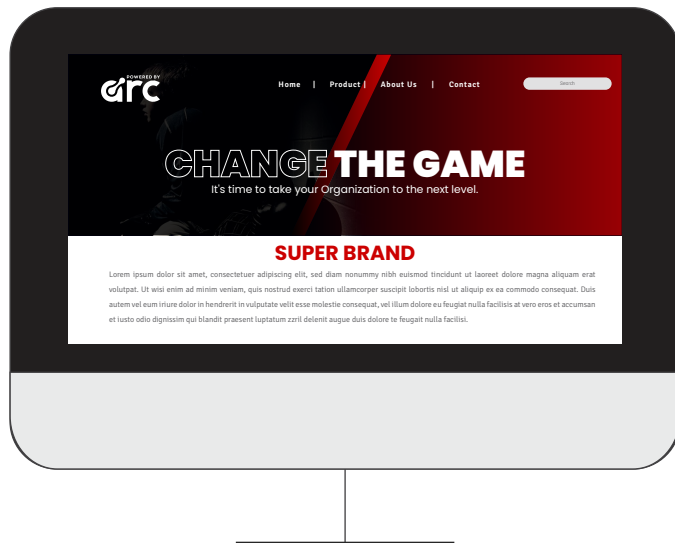 POWERED BY
arc
Home | Product | About Us | Contact
Search
CHANGE THE GAME
It's time to take your Organization to the next level.
SUPER BRAND
Lorem ipsum dolor sit amet, consectetuer adipiscing elit, sed diam nonummy nibh euismod tincidunt ut laoreet dolore magna aliquam erat
volutpat. Ut wisi enim ad minim veniam, quis nostrud exerci tation ullamcorper suscipit lobortis nisl ut aliquip ex ea commodo consequat. Duis
autem vel eum iriure dolor in hendrerit in vulputate velit esse molestie consequat, vel illum dolore eu feugiat nulla facilisis at vero eros et accumsan
et iusto odio dignissim qui blandit praesent luptatum zzril delenit augue duis dolore te feugait nulla facilisi.